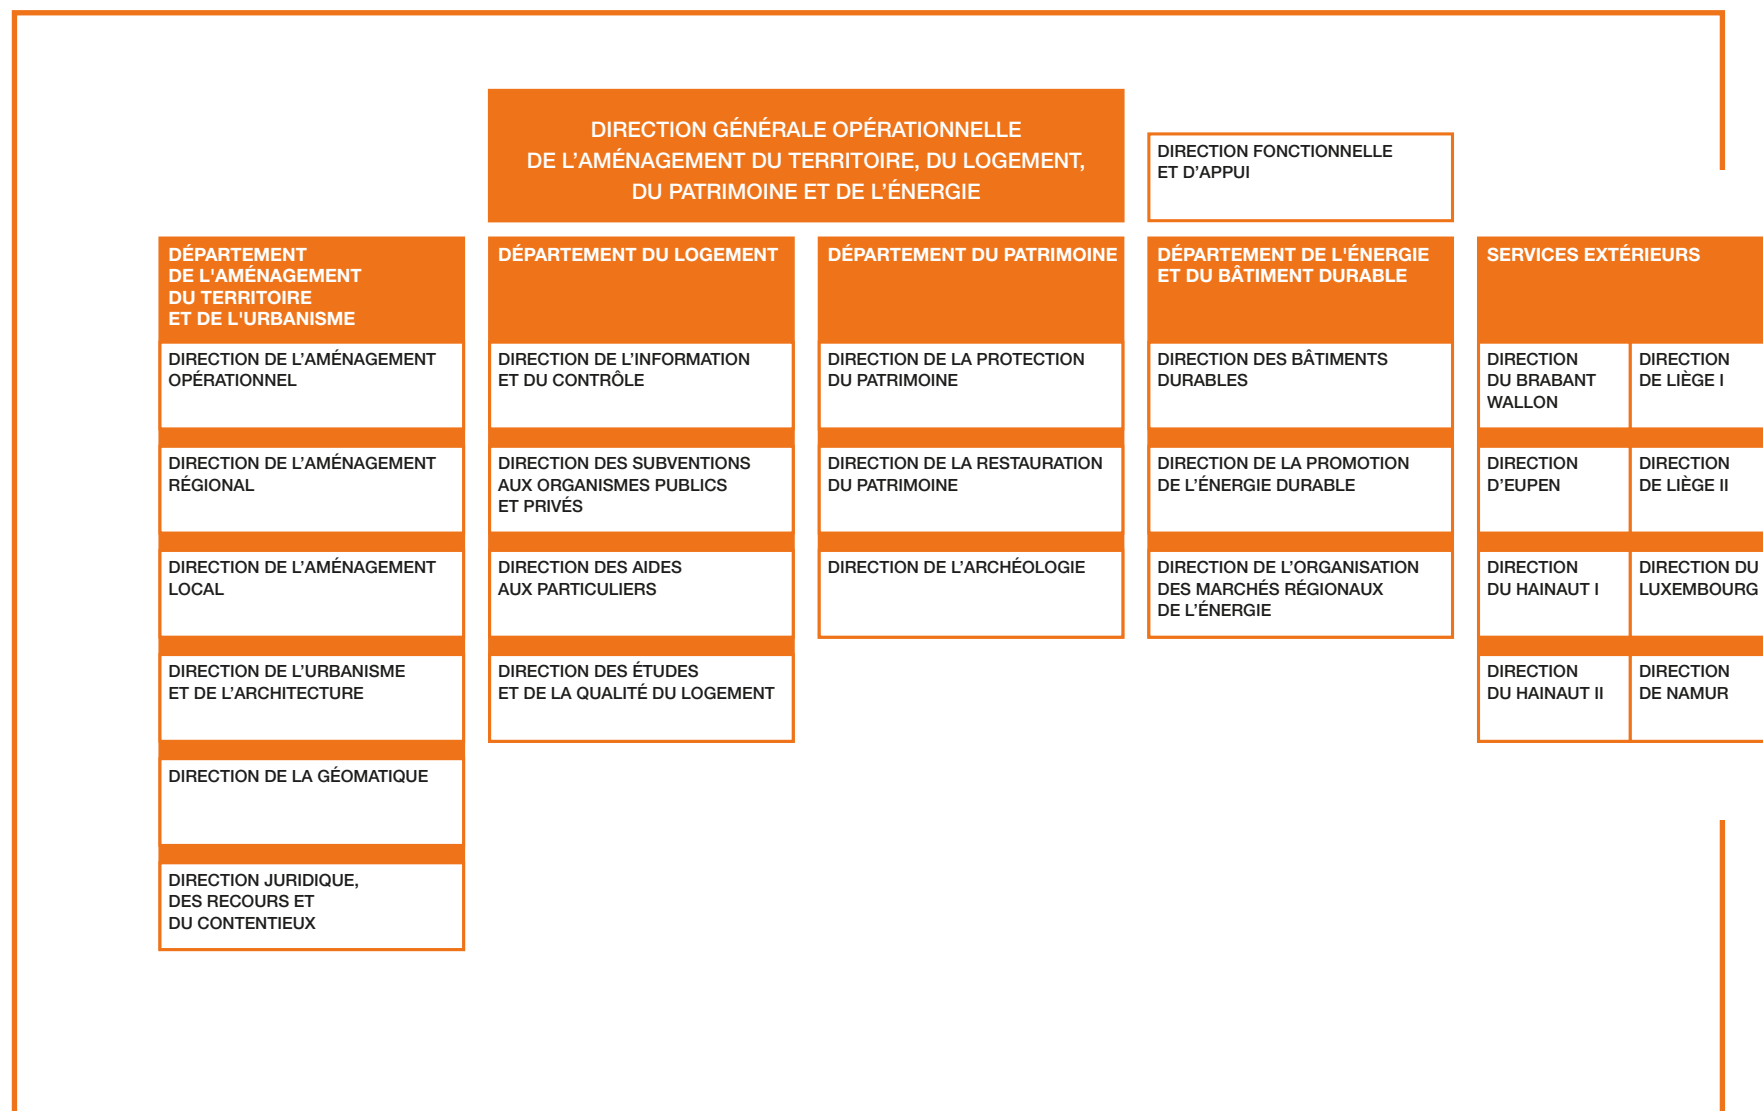 DIRECTION GÉNÉRALE OPÉRATIONNELLE
DE L’AMÉNAGEMENT DU TERRITOIRE, DU LOGEMENT,
DU PATRIMOINE ET DE L’ÉNERGIE
DIRECTION FONCTIONNELLE
ET D’APPUI
DÉPARTEMENT
DE L'AMÉNAGEMENT
DU TERRITOIRE
ET DE L'URBANISME
DIRECTION DE L’AMÉNAGEMENT
OPÉRATIONNEL
DIRECTION DE L’AMÉNAGEMENT
RÉGIONAL
DIRECTION DE L’AMÉNAGEMENT
LOCAL
DIRECTION DE L’URBANISME
ET DE L’ARCHITECTURE
DIRECTION DE LA GÉOMATIQUE
DIRECTION JURIDIQUE,
DES RECOURS ET
DU CONTENTIEUX
DÉPARTEMENT DU LOGEMENT
DIRECTION DE L’INFORMATION
ET DU CONTRÔLE
DIRECTION DES SUBVENTIONS
AUX ORGANISMES PUBLICS
ET PRIVÉS
DIRECTION DES AIDES
AUX PARTICULIERS
DIRECTION DES ÉTUDES
ET DE LA QUALITÉ DU LOGEMENT
DÉPARTEMENT DU PATRIMOINE
DIRECTION DE LA PROTECTION
DU PATRIMOINE
DIRECTION DE LA RESTAURATION
DU PATRIMOINE
DIRECTION DE L’ARCHÉOLOGIE
DÉPARTEMENT DE L'ÉNERGIE
ET DU BÂTIMENT DURABLE
DIRECTION DES BÂTIMENTS
DURABLES
DIRECTION DE LA PROMOTION
DE L’ÉNERGIE DURABLE
DIRECTION DE L’ORGANISATION
DES MARCHÉS RÉGIONAUX
DE L’ÉNERGIE
SERVICES EXTÉRIEURS
DIRECTION
DU BRABANT
WALLON
DIRECTION
DE LIÈGE I
DIRECTION
D’EUPEN
DIRECTION
DE LIÈGE II
DIRECTION
DU HAINAUT I
DIRECTION DU
LUXEMBOURG
DIRECTION
DU HAINAUT II
DIRECTION
DE NAMUR